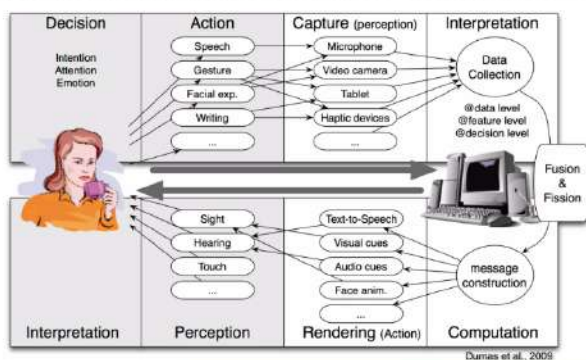 Decision
Action
Capture (perception)
Interpretation
Intention
Attention
Emotion
Speech
Gesture
Facial exp.
Writing
...
Microphone
Video camera
Tablet
Haptic devices
...
Data
Collection
@data level
@feature level
@decision level
Fusion
&
Fission
Sight
Hearing
Touch
...
Text-to-Speech
Visual cues
Audio cues
Face anim.
...
message
construction
Interpretation
Perception
Rendering (Action)
Computation
Dumas et al., 2009